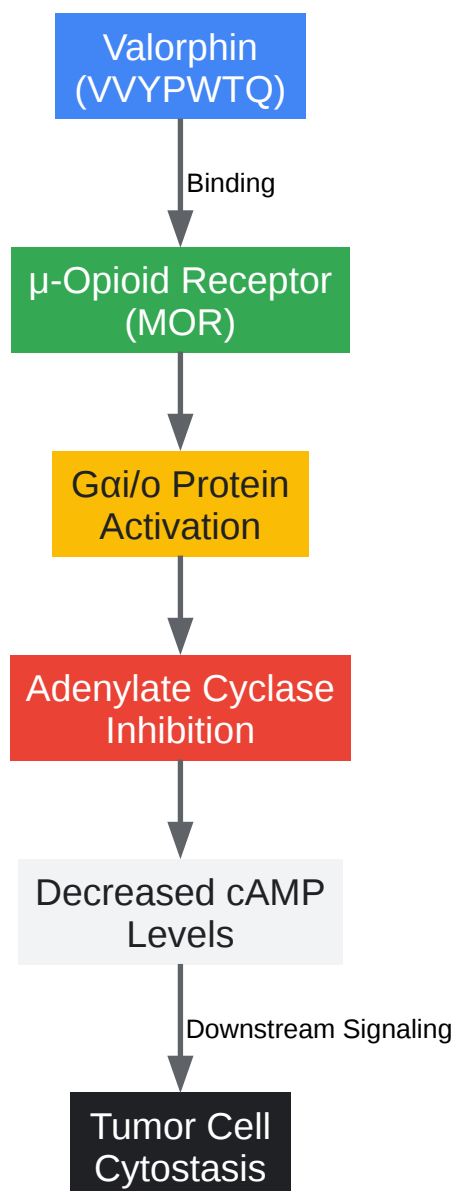 Valorphin
(VVYPWTQ)
Binding
μ-Opioid Receptor
(MOR)
Gαi/o Protein
Activation
Adenylate Cyclase
Inhibition
Decreased cAMP
Levels
Downstream Signaling
Tumor Cell
Cytostasis